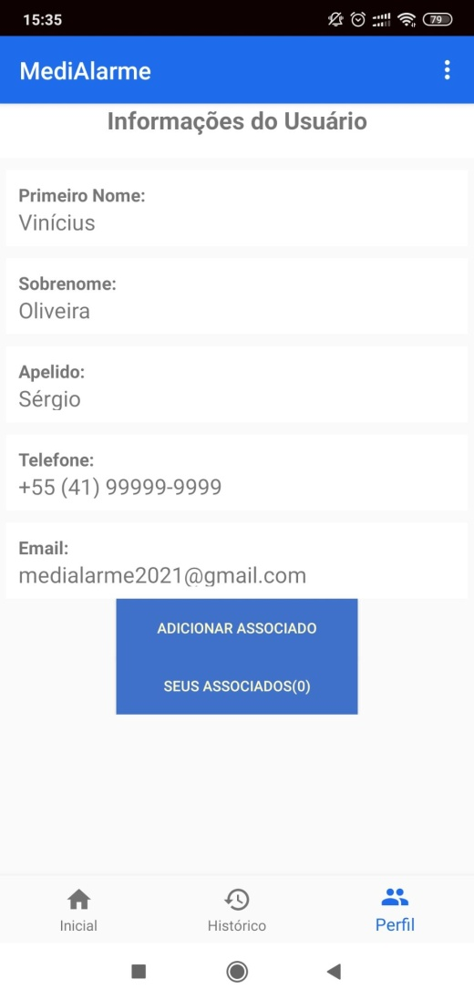 15:35
79
MediAlarme
Informações do Usuário
Primeiro Nome:
Vinícius
Sobrenome:
Oliveira
Apelido:
Sérgio
Telefone:
+55 (41) 99999-9999
Email:
medialarme2021@gmail.com
ADICIONAR ASSOCIADO
SEUS ASSOCIADOS(0)
Inicial
Histórico
Perfil